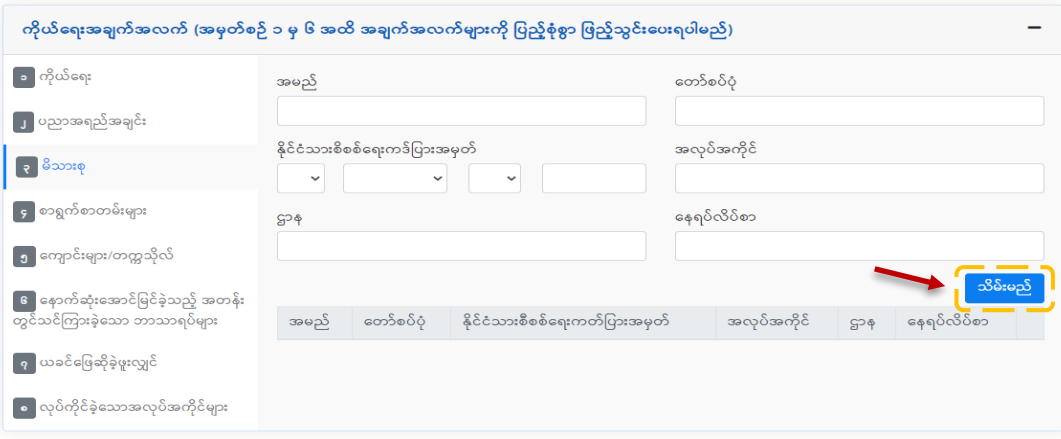 ကိုယ်ရေးအချက်အလက် (အမှတ်စဉ် ၁ မှ ၆ အထိ အချက်အလက်များကို ပြည့်စုံစွာ ဖြည့်သွင်းပေးရပါမည်)
၁ ကိုယ်ရေး
၂ ပညာအရည်အချင်း
၃ မိသားစု
၄ စာရွက်စာတမ်းများ
၅ ကျောင်းများ/တက္ကသိုလ်
၆ နောက်ဆုံးအောင်မြင်ခဲ့သည့် အတန်း
တွင်သင်ကြားခဲ့သော ဘာသာရပ်များ
၇ ယခင်ဖြေဆိုခဲ့ဖူးလျှင်
၈ လုပ်ကိုင်ခဲ့သောအလုပ်အကိုင်များ
အမည်
တော်စပ်ပုံ
နိုင်ငံသားစိစစ်ရေးကဒ်ပြားအမှတ်
အလုပ်အကိုင်
ဌာန
နေရပ်လိပ်စာ
သိမ်းမည်
အမည် တော်စပ်ပုံ နိုင်ငံသားစီစစ်ရေးကတ်ပြားအမှတ် အလုပ်အကိုင် ဌာန နေရပ်လိပ်စာ